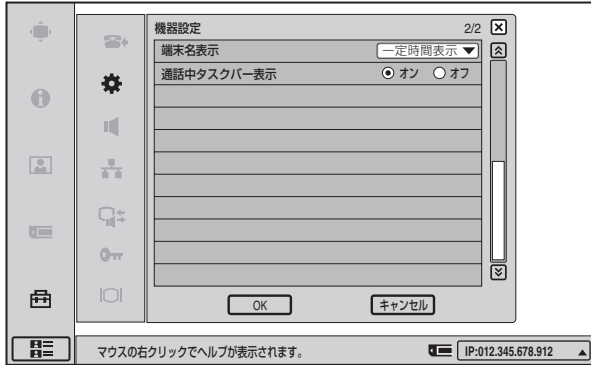 機器設定 2/2
端末名表示 一定時間表示
通話中タスクバー表示 オン オフ
OK キャンセル
マウスの右クリックでヘルプが表示されます。 IP:012.345.678.912